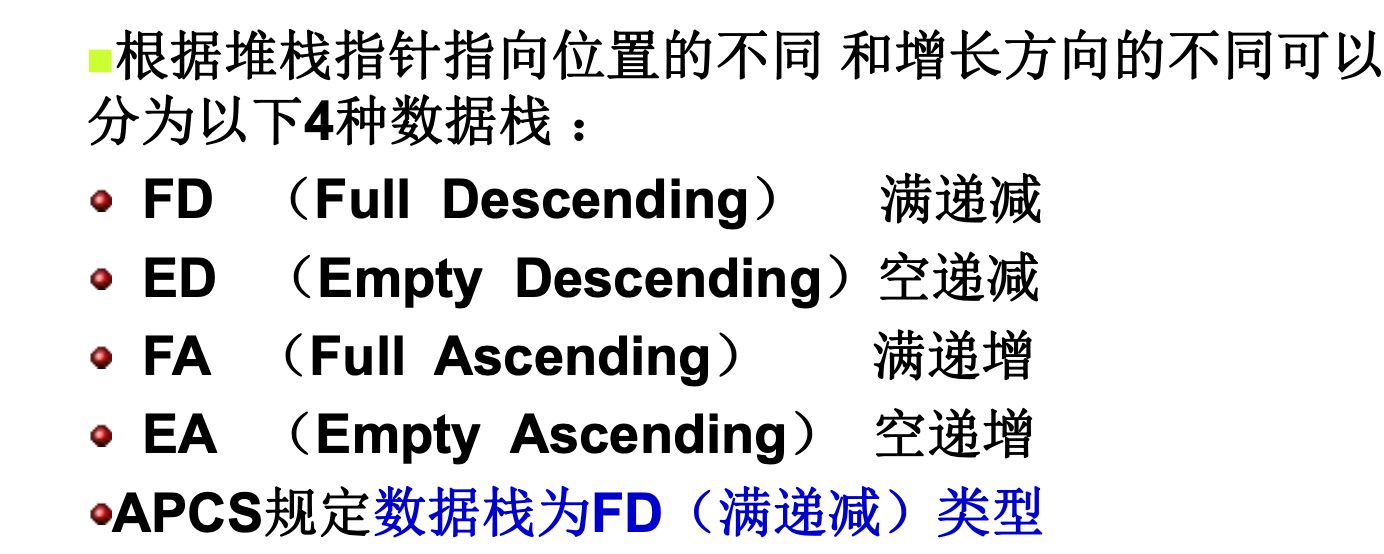 根据堆栈指针指向位置的不同 和增长方向的不同可以
分为以下4种数据栈：
FD （Full Descending） 满递减
ED （Empty Descending）空递减
FA （Full Ascending） 满递增
EA （Empty Ascending） 空递增
APCS规定数据栈为FD（满递减）类型